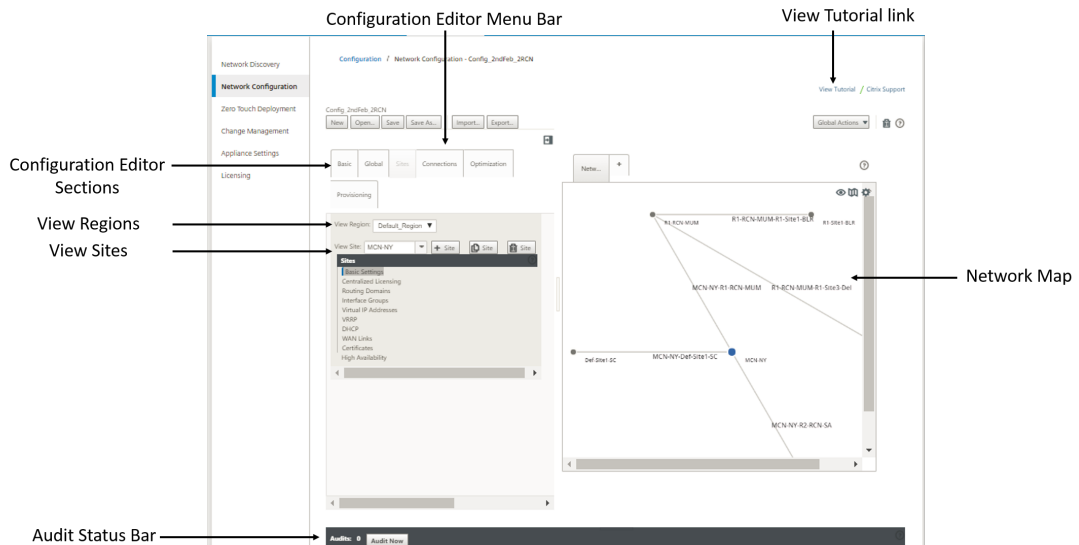 Configuration Editor Menu Bar
View Tutorial link
Network Discovery
Configuration / Network Configuration - Config_2ndFeb_2RCN
Network Configuration
View Tutorial / Citrix Support
Zero Touch Deployment
Config_2ndFeb_2RCN
New Open... Save Save As... Import... Export... Global Actions ▼
Change Management
Appliance Settings
Configuration Editor
Sections
Basic Global Sites Connections Optimization
Netw... +
Licensing
Provisioning
View Regions
View Region: Default_Region ▼
R1-RCN-MUM
R1-RCN-MUM-R1-Site1-BLR
R1-Site1-BLR
View Sites
View Site: MCN-NY + Site Site Site
Sites
Basic Settings
Centralized Licensing
Routing Domains
Interface Groups
Virtual IP Addresses
VRRP
DHCP
WAN Links
Certificates
High Availability
Network Map
MCN-NY-R1-RCN-MUM
R1-RCN-MUM-R1-Site3-Del
Def-Site1-SC
MCN-NY-Def-Site1-SC
MCN-NY
MCN-NY-R2-RCN-SA
Audit Status Bar
Audits: 0 Audit Now